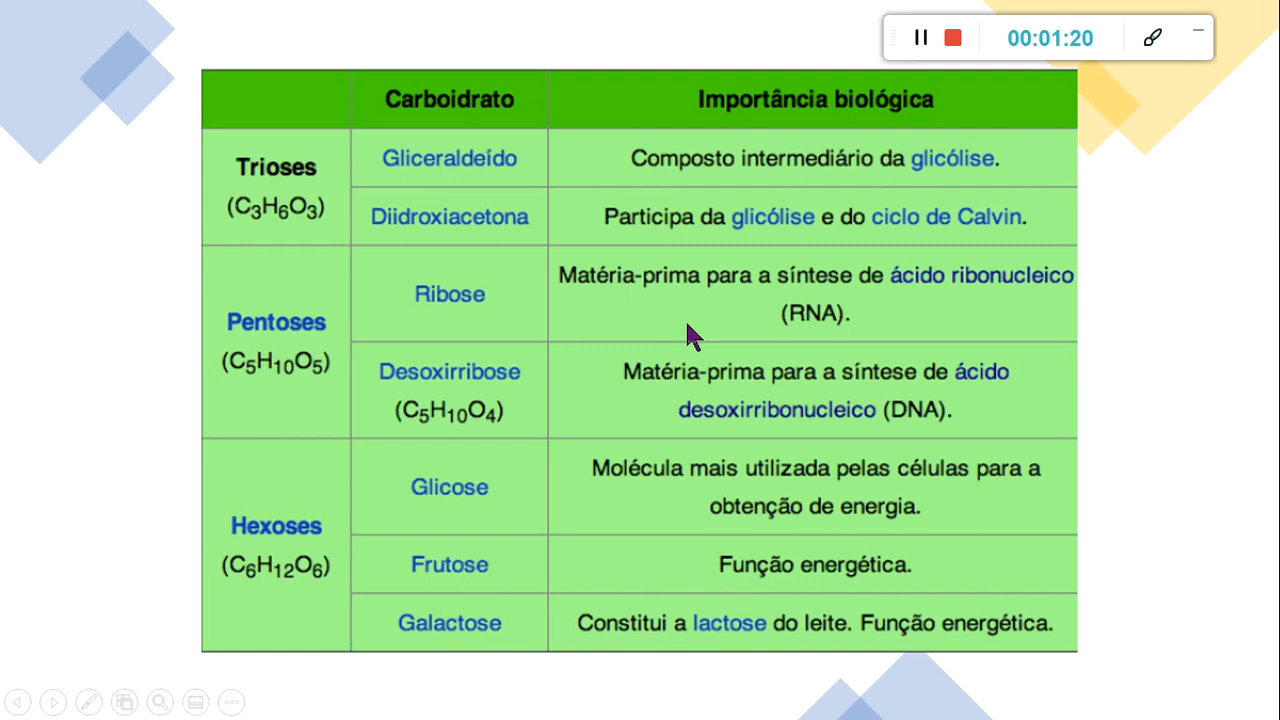 00:01:20
Carboidrato Importância biológica
Trioses
(C3H6O3)
Gliceraldeído
Composto intermediário da glicólise.
Diidroxiacetona
Participa da glicólise e do ciclo de Calvin.
Pentoses
(C5H10O5)
Ribose
Matéria-prima para a síntese de ácido ribonucleico
(RNA).
Desoxirribose
(C5H10O4)
Matéria-prima para a síntese de ácido
desoxirribonucleico (DNA).
Hexoses
(C6H12O6)
Glicose
Molécula mais utilizada pelas células para a
obtenção de energia.
Frutose
Função energética.
Galactose
Constitui a lactose do leite. Função energética.